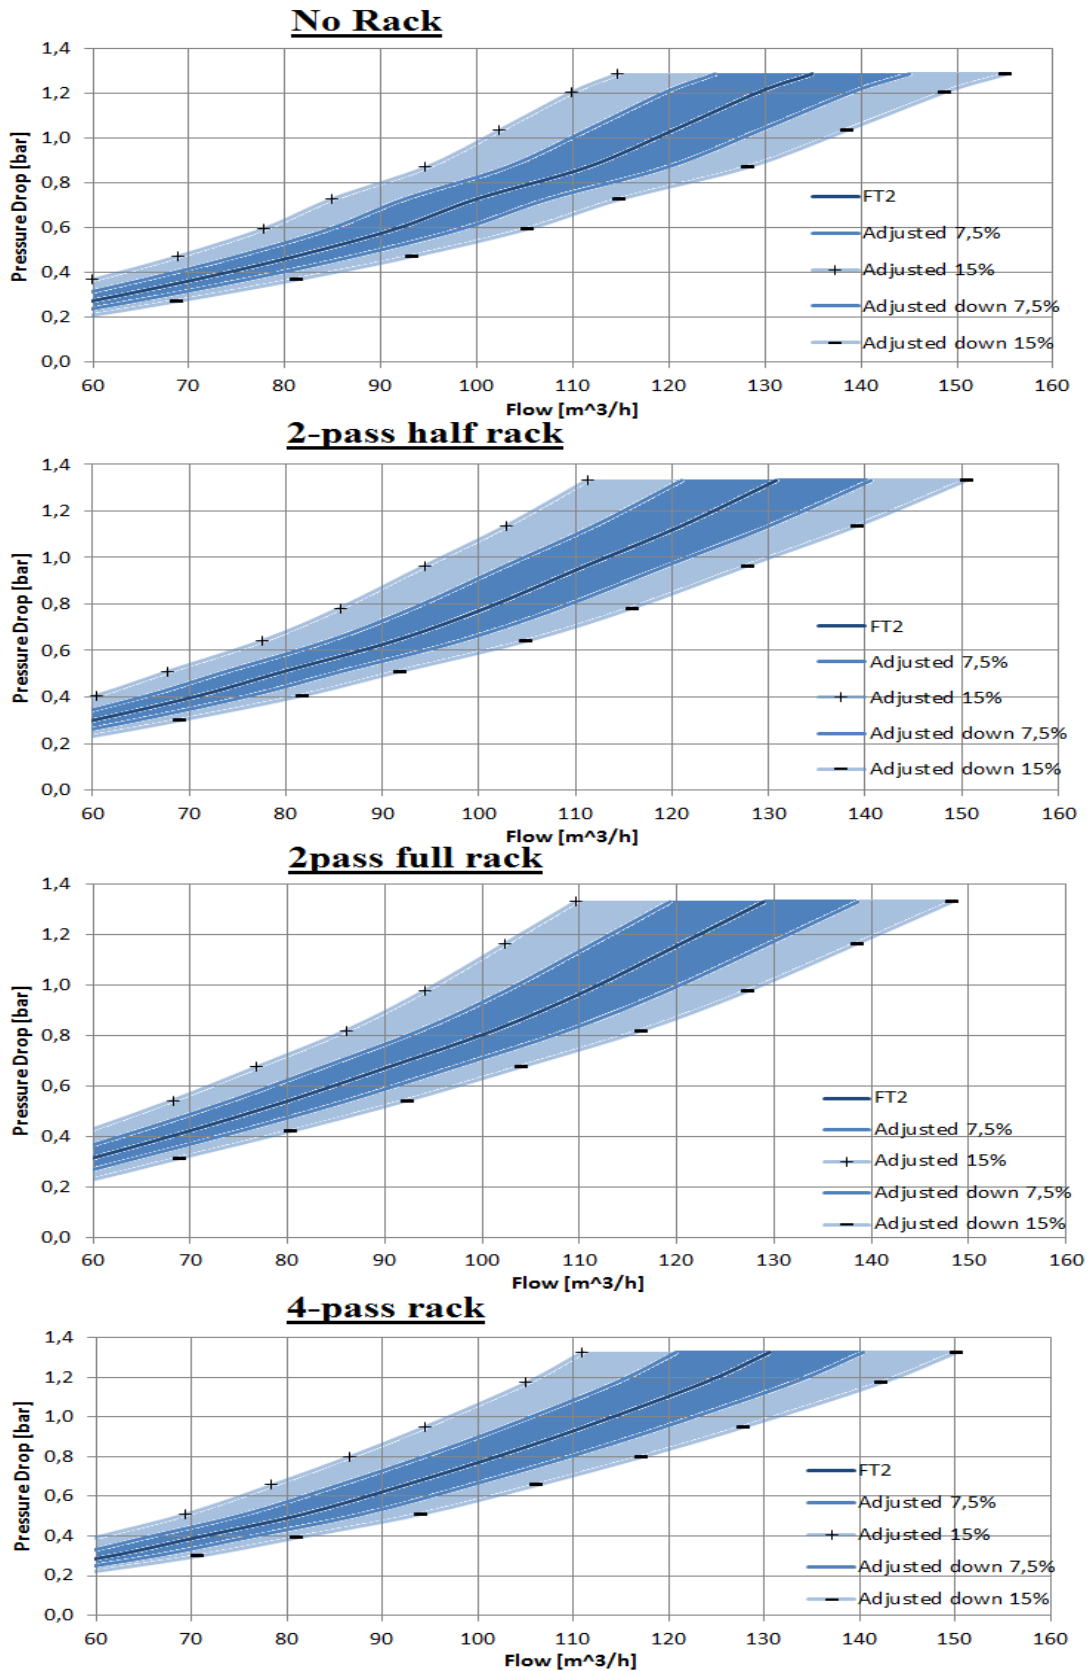 No Rack
1,4
1,2
1,0
0,8
0,6
0,4
0,2
0,0
Pressure Drop [bar]
FT2
Adjusted 7,5%
Adjusted 15%
Adjusted down 7,5%
Adjusted down 15%
60 70 80 90 100 110 120 130 140 150 160
Flow [m^3/h]
2-pass half rack
1,4
1,2
1,0
0,8
0,6
0,4
0,2
0,0
Pressure Drop [bar]
FT2
Adjusted 7,5%
Adjusted 15%
Adjusted down 7,5%
Adjusted down 15%
60 70 80 90 100 110 120 130 140 150 160
Flow [m^3/h]
2pass full rack
1,4
1,2
1,0
0,8
0,6
0,4
0,2
0,0
Pressure Drop [bar]
FT2
Adjusted 7,5%
Adjusted 15%
Adjusted down 7,5%
Adjusted down 15%
60 70 80 90 100 110 120 130 140 150 160
Flow [m^3/h]
4-pass rack
1,4
1,2
1,0
0,8
0,6
0,4
0,2
0,0
Pressure Drop [bar]
FT2
Adjusted 7,5%
Adjusted 15%
Adjusted down 7,5%
Adjusted down 15%
60 70 80 90 100 110 120 130 140 150 160
Flow [m^3/h]